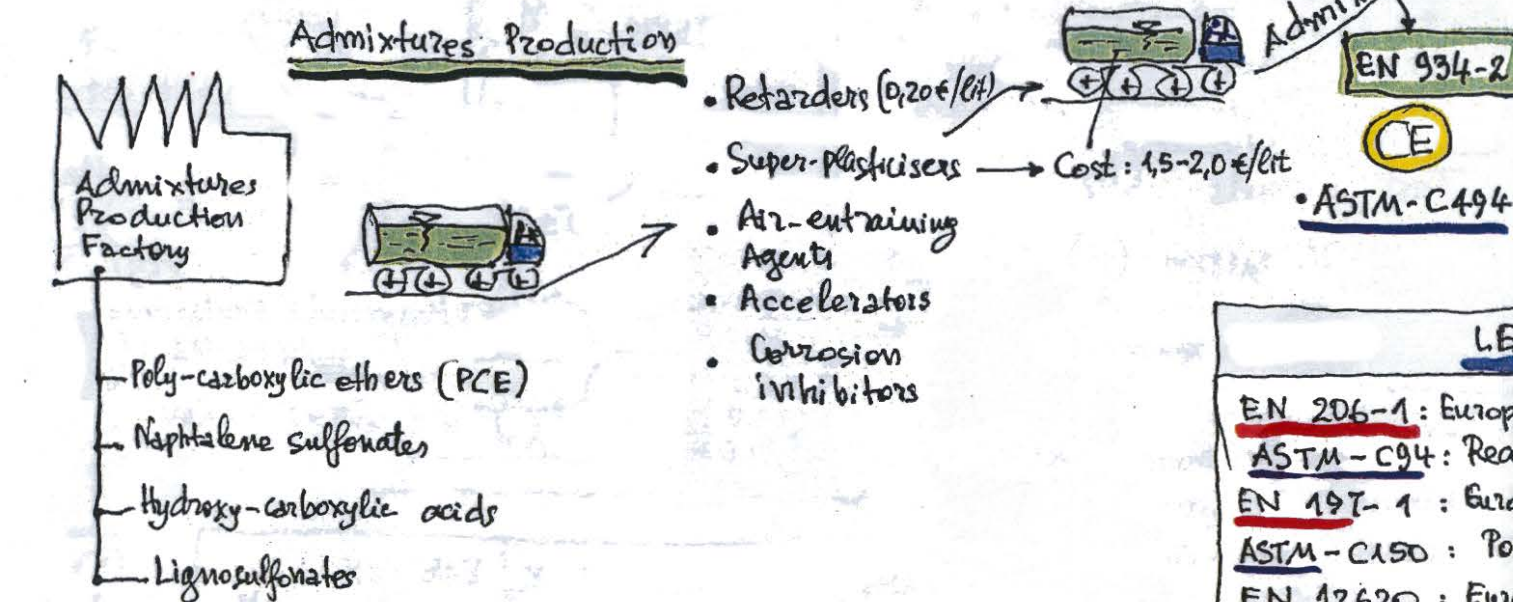 Admixtures Production
Admixtures
Production
Factory
Poly-carboxylic ethers (PCE)
Naphtalene sulfonates
Hydroxy-carboxylic acids
Lignosulfonates
• Retarders (0,20€/lit)
• Super-plasticisers → Cost: 1,5-2,0 €/lit
• Air-entraining
Agents
• Accelerators
• Corrosion
inhibitors
EN 934-2
CE
• ASTM-C494
EN 206-1 :
ASTM-C94 :
EN 197-1 :
ASTM-C150 :
EN 12620 :